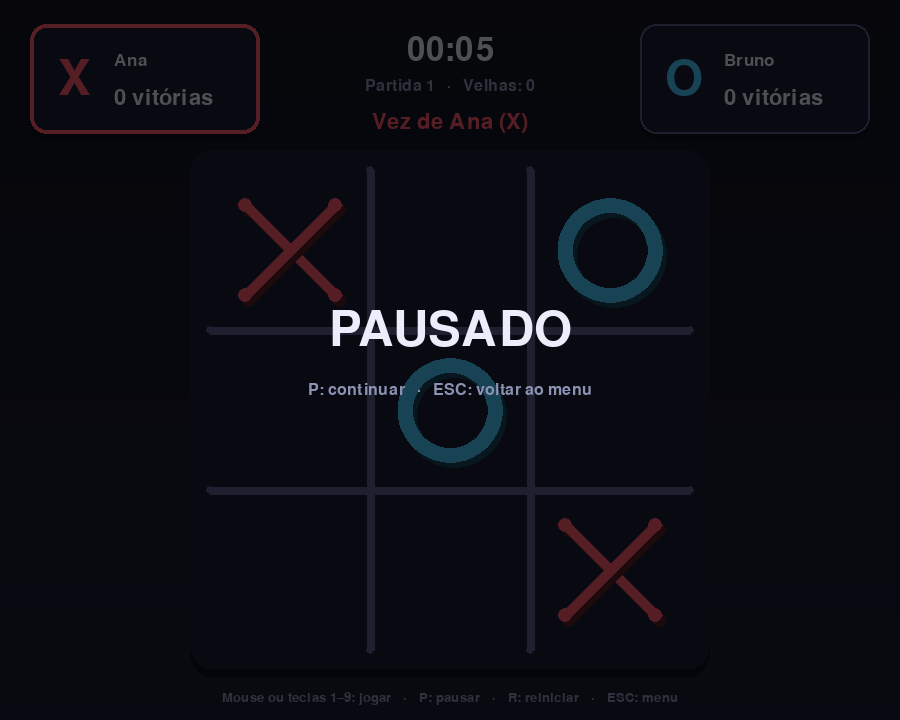 X
Ana
0 vitórias
00:05
Partida 1 · Velhas: 0
Vez de Ana (X)
O
Bruno
0 vitórias
PAUSADO
P: continuar · ESC: voltar ao menu
Mouse ou teclas 1–9: jogar · P: pausar · R: reiniciar · ESC: menu